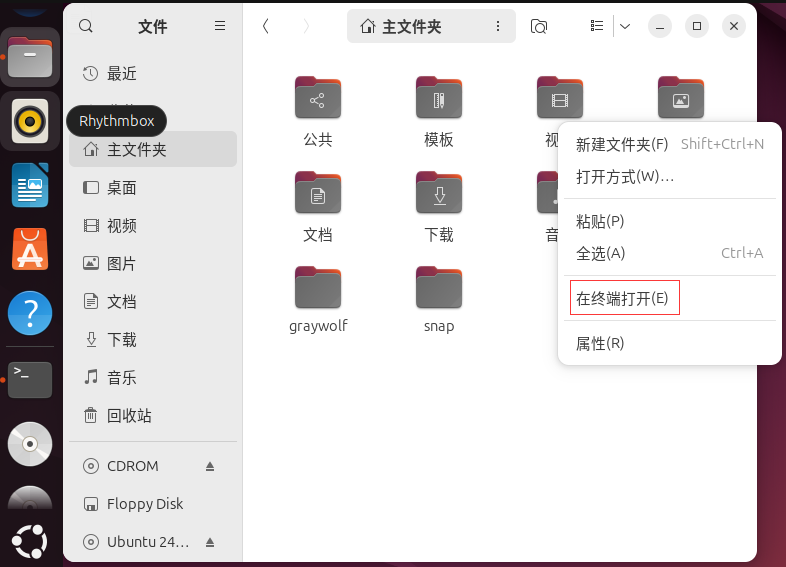 文件
主文件夹
最近
Rhythmbox
主文件夹
桌面
视频
图片
文档
下载
音乐
回收站
CDROM
Floppy Disk
Ubuntu 24...
公共
模板
文档
下载
graywolf
snap
新建文件夹(F) Shift+Ctrl+N
打开方式(W)...
粘贴(P)
全选(A) Ctrl+A
在终端打开(E)
属性(R)